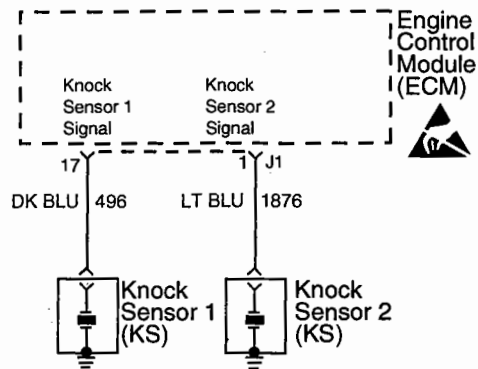 Engine
Control
Module
(ECM)
Knock
Sensor 1
Signal
Knock
Sensor 2
Signal
17
1
J1
DK BLU
496
LT BLU
1876
Knock
Sensor 1
(KS)
Knock
Sensor 2
(KS)